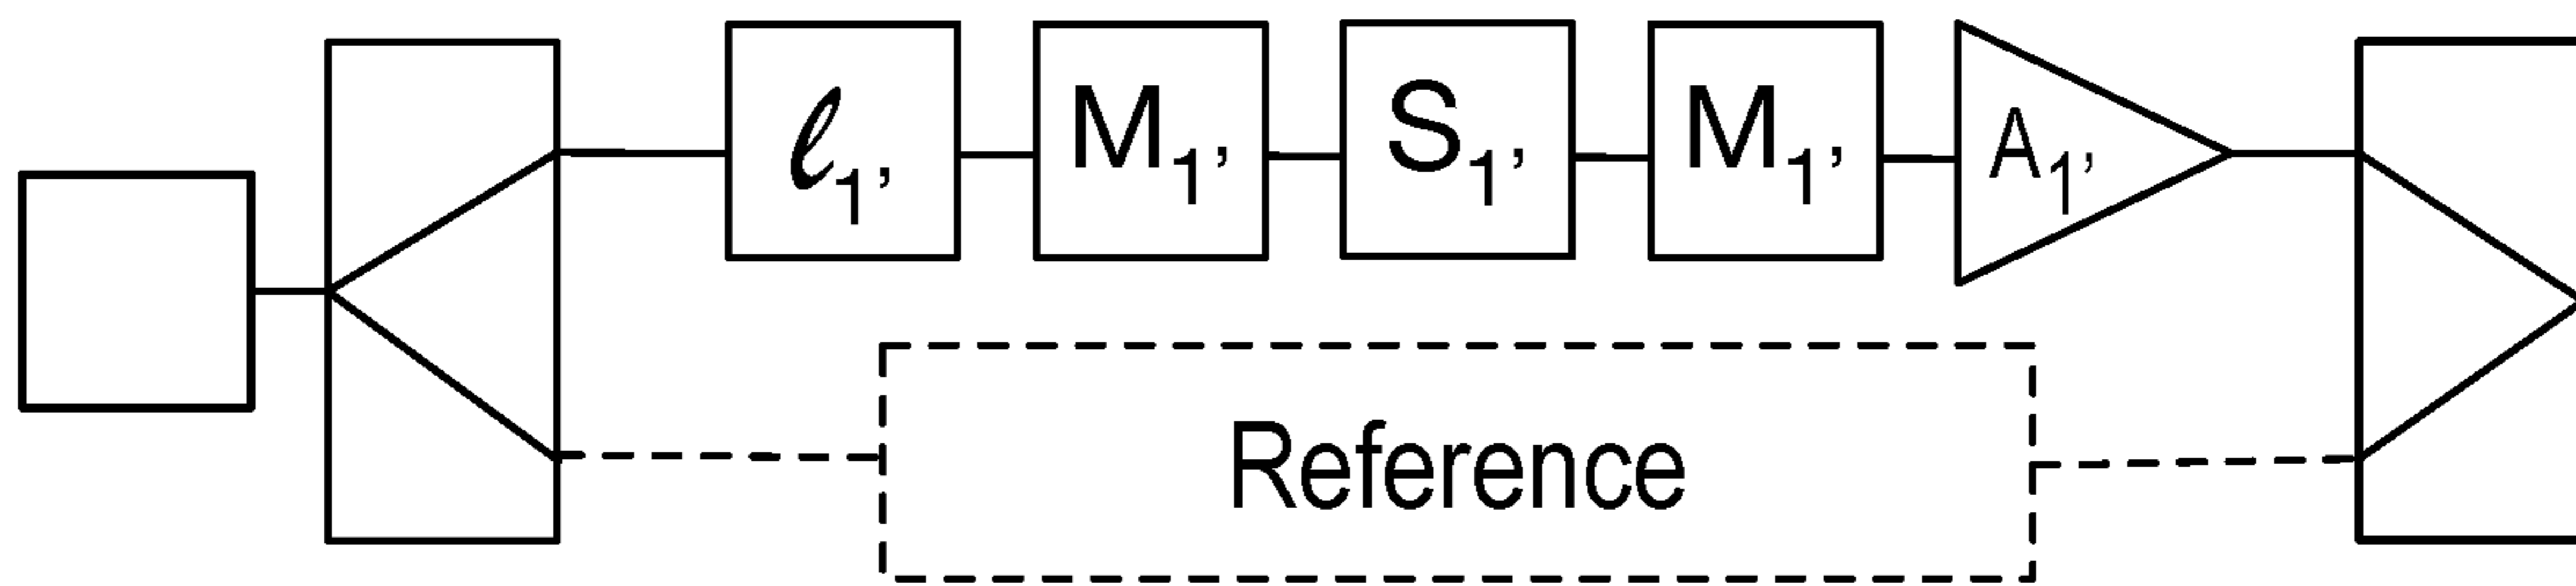 ℓ₁, M₁, S₁, M₁, A₁,
Reference